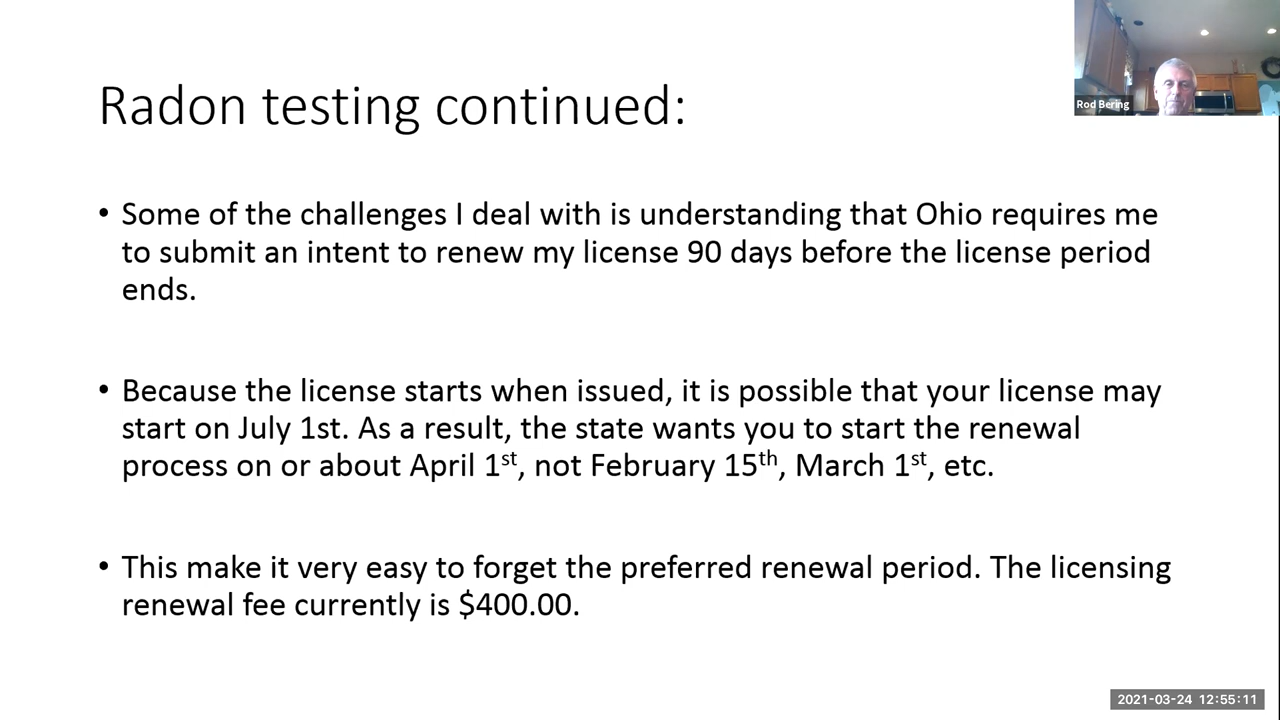 Radon testing continued:
Rod Bering
• Some of the challenges I deal with is understanding that Ohio requires me
to submit an intent to renew my license 90 days before the license period
ends.
• Because the license starts when issued, it is possible that your license may
start on July 1st. As a result, the state wants you to start the renewal
process on or about April 1st, not February 15th, March 1st, etc.
• This make it very easy to forget the preferred renewal period. The licensing
renewal fee currently is $400.00.
2021-03-24 12:55:11